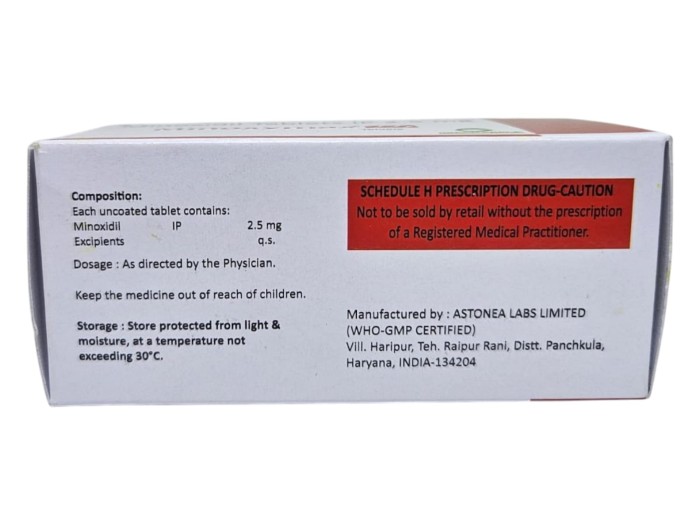 Composition:
Each uncoated tablet contains:
Minoxidil IP 2.5 mg
Excipients q.s.
Dosage : As directed by the Physician.
Keep the medicine out of reach of children.
Storage : Store protected from light &
moisture, at a temperature not
exceeding 30°C.
SCHEDULE H PRESCRIPTION DRUG-CAUTION
Not to be sold by retail without the prescription
of a Registered Medical Practitioner.
Manufactured by : ASTONEA LABS LIMITED
(WHO-GMP CERTIFIED)
Vill. Haripur, Teh. Raipur Rani, Distt. Panchkula,
Haryana, INDIA-134204